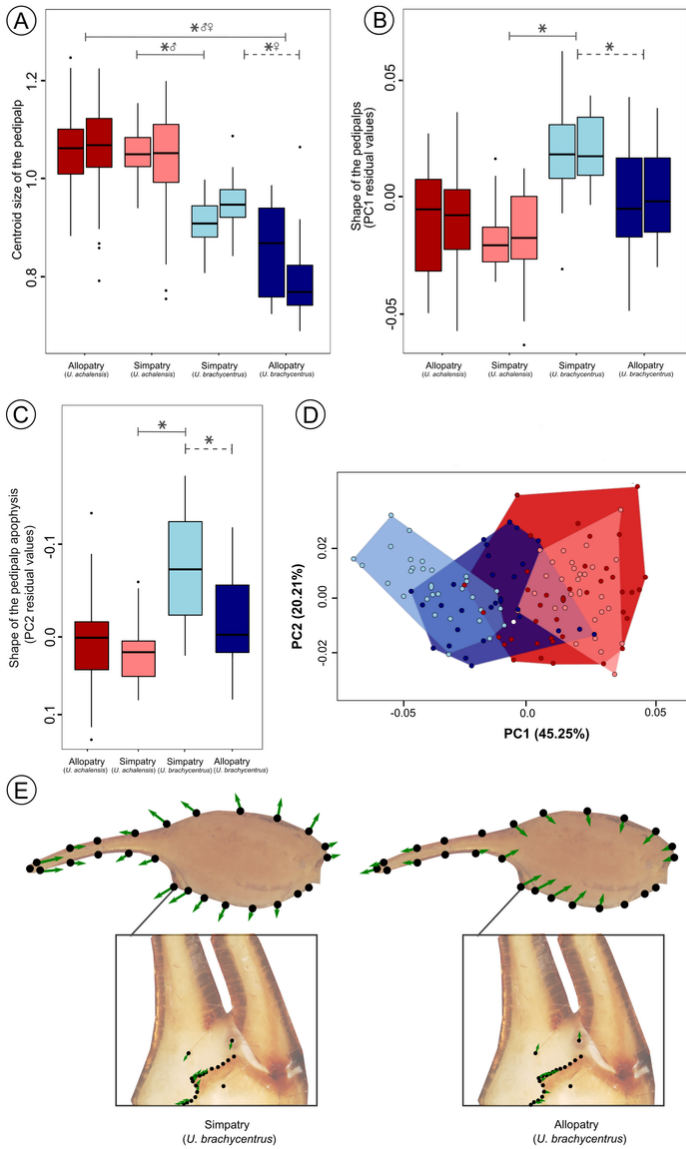 A
Centroid size of the pedipalp
1.2
1.0
0.8
*♂♀
*♂
*♀
Allopatry
(U. achalensis)
Simpatry
(U. achalensis)
Simpatry
(U. brachycentrus)
Allopatry
(U. brachycentrus)
B
Shape of the pedipalps
(PC1 residual values)
0.05
0.00
-0.05
*
*
Allopatry
(U. achalensis)
Simpatry
(U. achalensis)
Simpatry
(U. brachycentrus)
Allopatry
(U. brachycentrus)
C
Shape of the pedipalp apophysis
(PC2 residual values)
-0.1
0.0
0.1
*
*
Allopatry
(U. achalensis)
Simpatry
(U. achalensis)
Simpatry
(U. brachycentrus)
Allopatry
(U. brachycentrus)
D
PC2 (20.21%)
0.02
0.00
-0.02
-0.05
0.0
0.05
PC1 (45.25%)
E
Simpatry
(U. brachycentrus)
Allopatry
(U. brachycentrus)